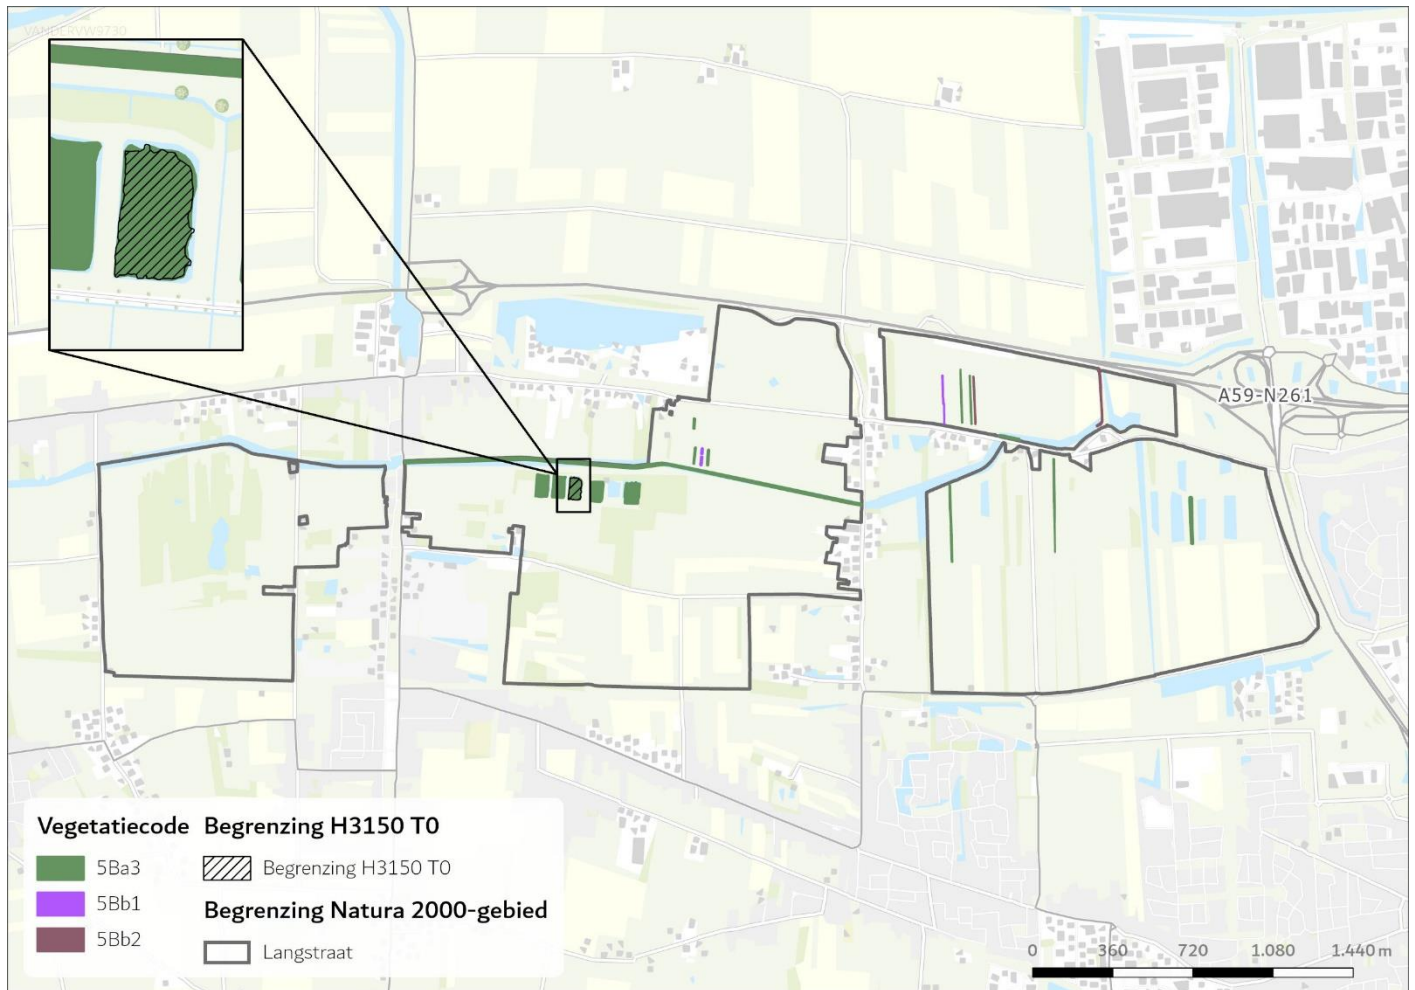 VANDERVW9730
A59-N261
Vegetatiecode
5Ba3
5Bb1
5Bb2
Begrenzing H3150 T0
Begrenzing H3150 T0
Begrenzing Natura 2000-gebied
Langstraat
0 360 720 1.080 1.440 m